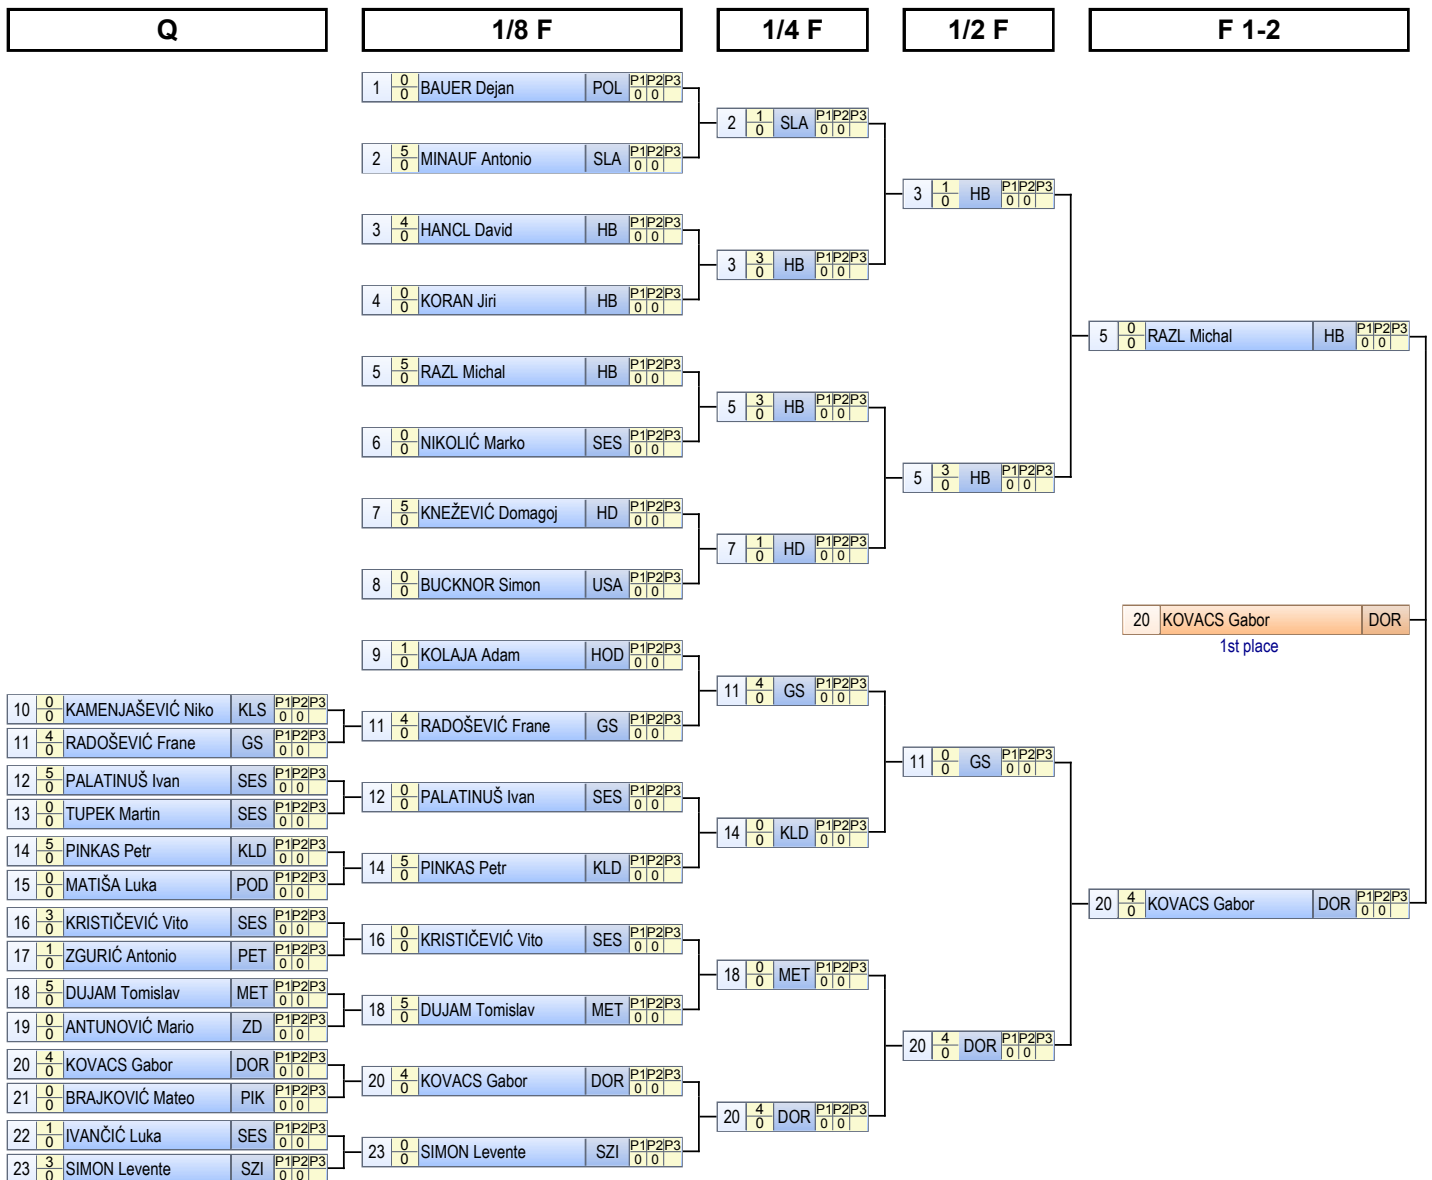 Q 1/8 F 1/4 F 1/2 F F 1-2
1 0 0 BAUER Dejan POL P1 P2 P3 0 0
2 1 0 SLA P1 P2 P3 0 0
2 5 0 MINAUF Antonio SLA P1 P2 P3 0 0
3 1 0 HB P1 P2 P3 0 0
3 4 0 HANCL David HB P1 P2 P3 0 0
3 3 0 HB P1 P2 P3 0 0
4 0 0 KORAN Jiri HB P1 P2 P3 0 0
5 0 0 RAZL Michal HB P1 P2 P3 0 0
5 5 0 RAZL Michal HB P1 P2 P3 0 0
5 3 0 HB P1 P2 P3 0 0
6 0 0 NIKOLIĆ Marko SES P1 P2 P3 0 0
5 3 0 HB P1 P2 P3 0 0
7 5 0 KNEŽEVIĆ Domagoj HD P1 P2 P3 0 0
7 1 0 HD P1 P2 P3 0 0
8 0 0 BUCKNOR Simon USA P1 P2 P3 0 0
20 KOVACS Gabor DOR
1st place
9 1 0 KOLAJA Adam HOD P1 P2 P3 0 0
11 4 0 GS P1 P2 P3 0 0
10 0 0 KAMENJAŠEVIĆ Niko KLS P1 P2 P3 0 0
11 4 0 RADOŠEVIĆ Frane GS P1 P2 P3 0 0
11 4 0 RADOŠEVIĆ Frane GS P1 P2 P3 0 0
11 0 0 GS P1 P2 P3 0 0
12 5 0 PALATINUŠ Ivan SES P1 P2 P3 0 0
12 0 0 PALATINUŠ Ivan SES P1 P2 P3 0 0
13 0 0 TUPEK Martin SES P1 P2 P3 0 0
14 0 0 KLD P1 P2 P3 0 0
14 5 0 PINKAS Petr KLD P1 P2 P3 0 0
14 5 0 PINKAS Petr KLD P1 P2 P3 0 0
15 0 0 MATIŠA Luka POD P1 P2 P3 0 0
20 4 0 KOVACS Gabor DOR P1 P2 P3 0 0
16 3 0 KRISTIČEVIĆ Vito SES P1 P2 P3 0 0
16 0 0 KRISTIČEVIĆ Vito SES P1 P2 P3 0 0
17 1 0 ZGURIĆ Antonio PET P1 P2 P3 0 0
18 0 0 MET P1 P2 P3 0 0
18 5 0 DUJAM Tomislav MET P1 P2 P3 0 0
18 5 0 DUJAM Tomislav MET P1 P2 P3 0 0
19 0 0 ANTUNOVIĆ Mario ZD P1 P2 P3 0 0
20 4 0 DOR P1 P2 P3 0 0
20 4 0 KOVACS Gabor DOR P1 P2 P3 0 0
20 4 0 KOVACS Gabor DOR P1 P2 P3 0 0
21 0 0 BRAJKOVIĆ Mateo PIK P1 P2 P3 0 0
20 4 0 DOR P1 P2 P3 0 0
22 1 0 IVANČIĆ Luka SES P1 P2 P3 0 0
23 0 0 SIMON Levente SZI P1 P2 P3 0 0
23 3 0 SIMON Levente SZI P1 P2 P3 0 0